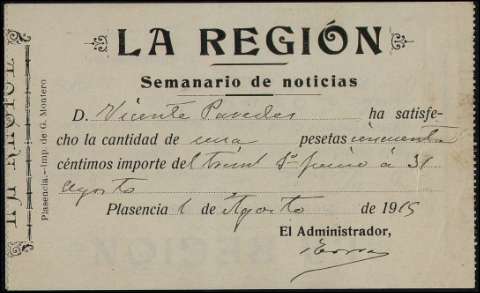 LA REGIÓN
Semanario de noticias
D. Vicente Paredes ha satisfe-
cho la cantidad de una pesetas cincuenta
céntimos importe del trim 1º junio á 31
agosto
Plasencia 1 de Agosto de 1915
El Administrador,
Plasencia.-Imp. de G. Montero